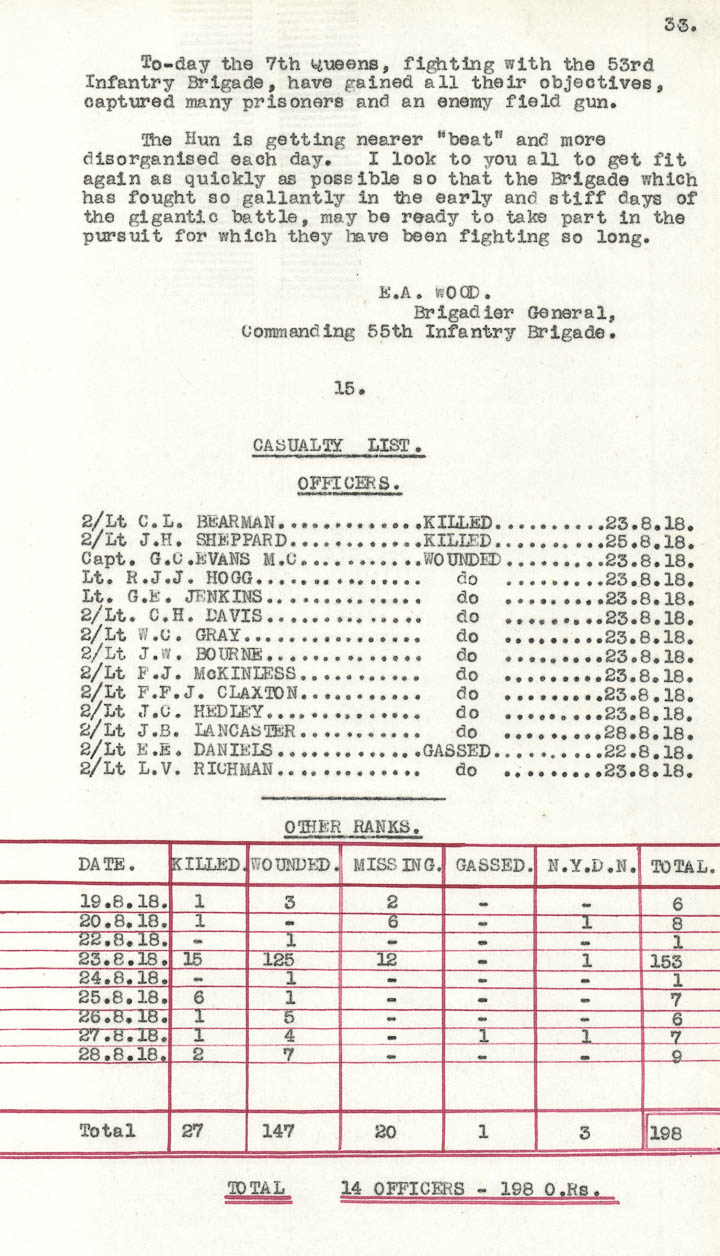 33.
To-day the 7th Queens, fighting with the 53rd
Infantry Brigade, have gained all their objectives,
captured many prisoners and an enemy field gun.
The Hun is getting nearer "beat" and more
disorganised each day. I look to you all to get fit
again as quickly as possible so that the Brigade which
has fought so gallantly in the early and stiff days of
the gigantic battle, may be ready to take part in the
pursuit for which they have been fighting so long.
E.A. WOOD.
Brigadier General,
Commanding 55th Infantry Brigade.
15.
CASUALTY LIST.
OFFICERS.
2/Lt C.L. BEARMAN.............KILLED..........23.8.18.
2/Lt J.H. SHEPPARD............KILLED..........25.8.18.
Capt. G.C.EVANS M.C...........WOUNDED.........23.8.18.
Lt. R.J.J. HOGG............... do .........23.8.18.
Lt. G.E. JENKINS.............. do .........23.8.18.
2/Lt. C.H. DAVIS.............. do .........23.8.18.
2/Lt W.C. GRAY................ do .........23.8.18.
2/Lt J.W. BOURNE.............. do .........23.8.18.
2/Lt F.J. McKINLESS........... do .........23.8.18.
2/Lt F.F.J. CLAXTON........... do .........23.8.18.
2/Lt J.C. HEDLEY.............. do .........23.8.18.
2/Lt J.B. LANCASTER........... do .........28.8.18.
2/Lt E.E. DANIELS.............GASSED..........22.8.18.
2/Lt L.V. RICHMAN............. do .........23.8.18.
OTHER RANKS.
DATE. KILLED. WOUNDED. MISSING. GASSED. N.Y.D.N. TOTAL.
19.8.18. 1 3 2 - - 6
20.8.18. 1 - 6 - 1 8
22.8.18. - 1 - - - 1
23.8.18. 15 125 12 - 1 153
24.8.18. - 1 - - - 1
25.8.18. 6 1 - - - 7
26.8.18. 1 5 - - - 6
27.8.18. 1 4 - 1 1 7
28.8.18. 2 7 - - - 9
Total 27 147 20 1 3 198
TOTAL 14 OFFICERS - 198 O.Rs.